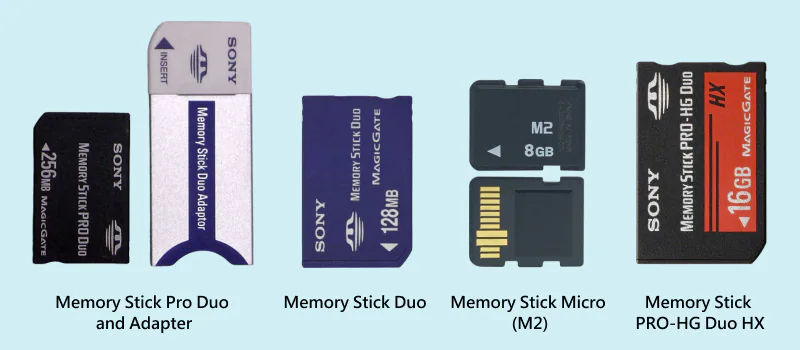 SONY
MEMORY STICK PRO DUO
256MB MAGICGATE
SONY
INSERT
Memory Stick Duo Adaptor
SONY
MEMORY STICK DUO
MAGICGATE
128MB
M2
8GB
SONY
MEMORY STICK PRO-HG DUO
HX
16GB
MAGICGATE
Memory Stick Pro Duo
and Adapter
Memory Stick Duo
Memory Stick Micro
(M2)
Memory Stick
PRO-HG Duo HX